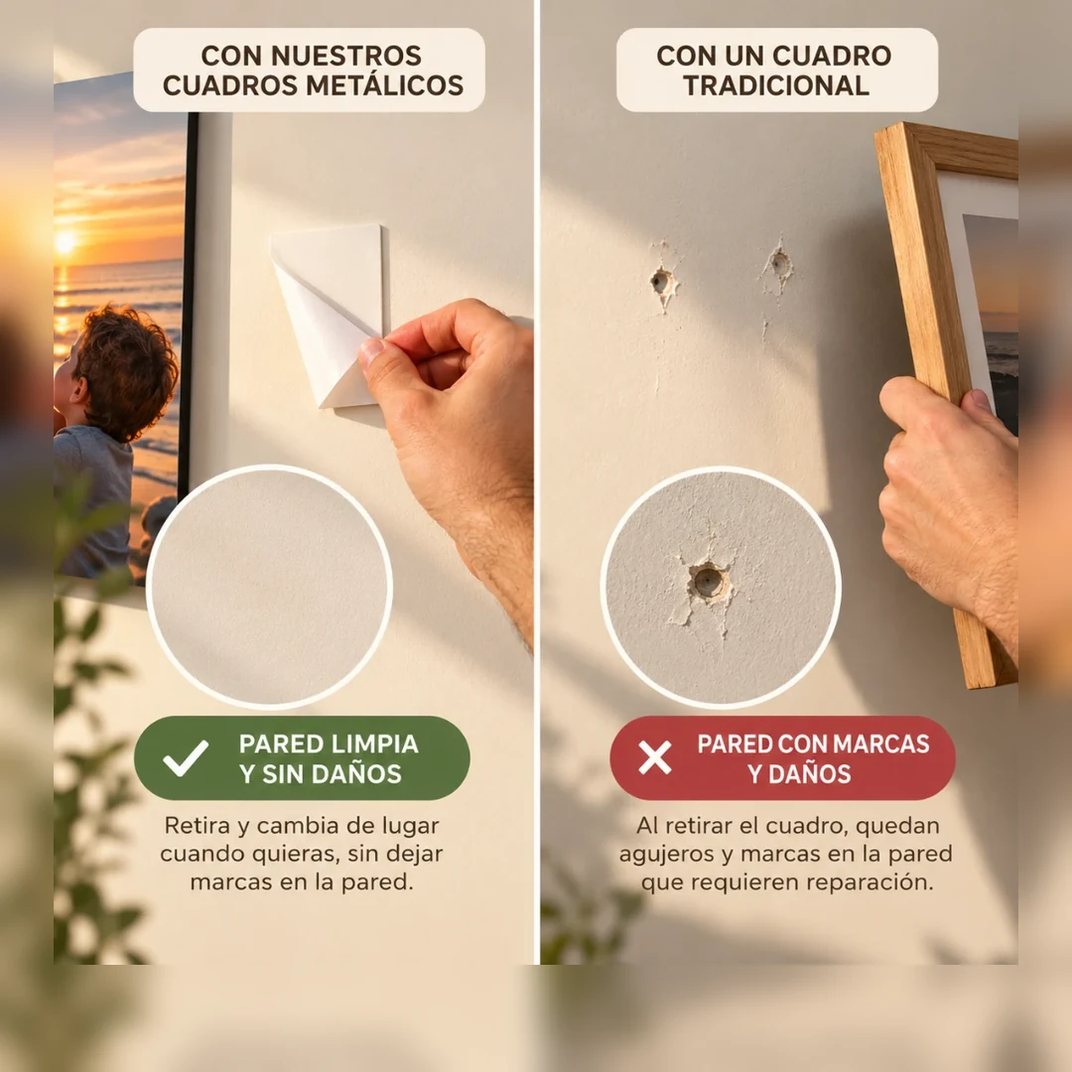 CON NUESTROS
CUADROS METÁLICOS
CON UN CUADRO
TRADICIONAL
PARED LIMPIA
Y SIN DAÑOS
PARED CON MARCAS
Y DAÑOS
Retira y cambia de lugar
cuando quieras, sin dejar
marcas en la pared.
Al retirar el cuadro, quedan
agujeros y marcas en la pared
que requieren reparación.